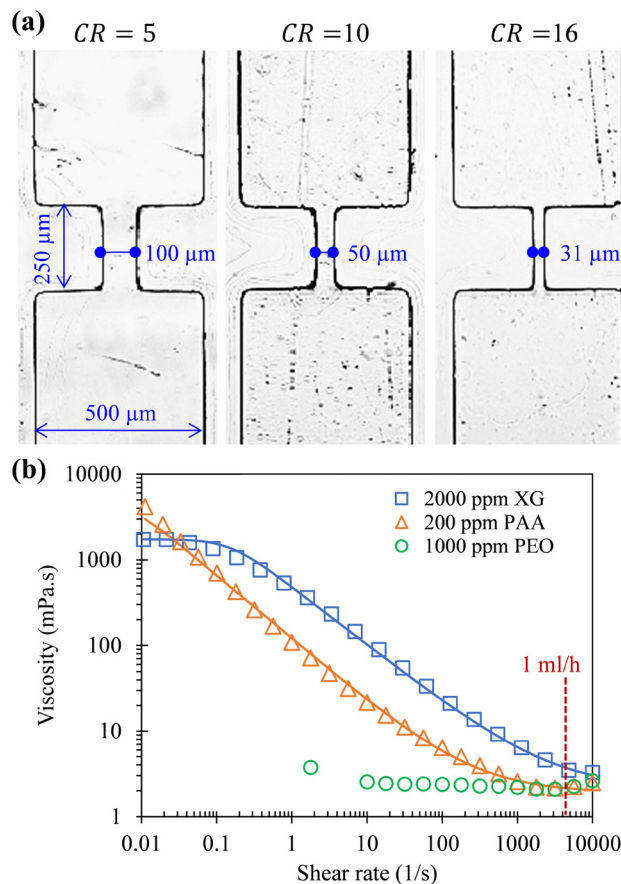 (a)
CR = 5
CR =10
CR =16
250 µm
100 µm
50 µm
31 µm
500 µm
(b)
10000
2000 ppm XG
200 ppm PAA
1000 ppm PEO
1000
100
1 ml/h
10
1
Viscosity (mPa.s)
0.01 0.1 1 10 100 1000 10000
Shear rate (1/s)